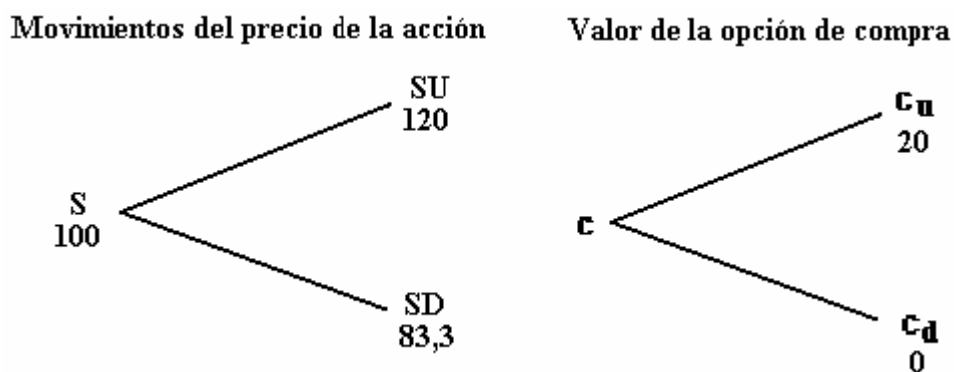 Movimientos del precio de la acción
SU
120
S
100
SD
83,3
Valor de la opción de compra
cu
20
c
cd
0